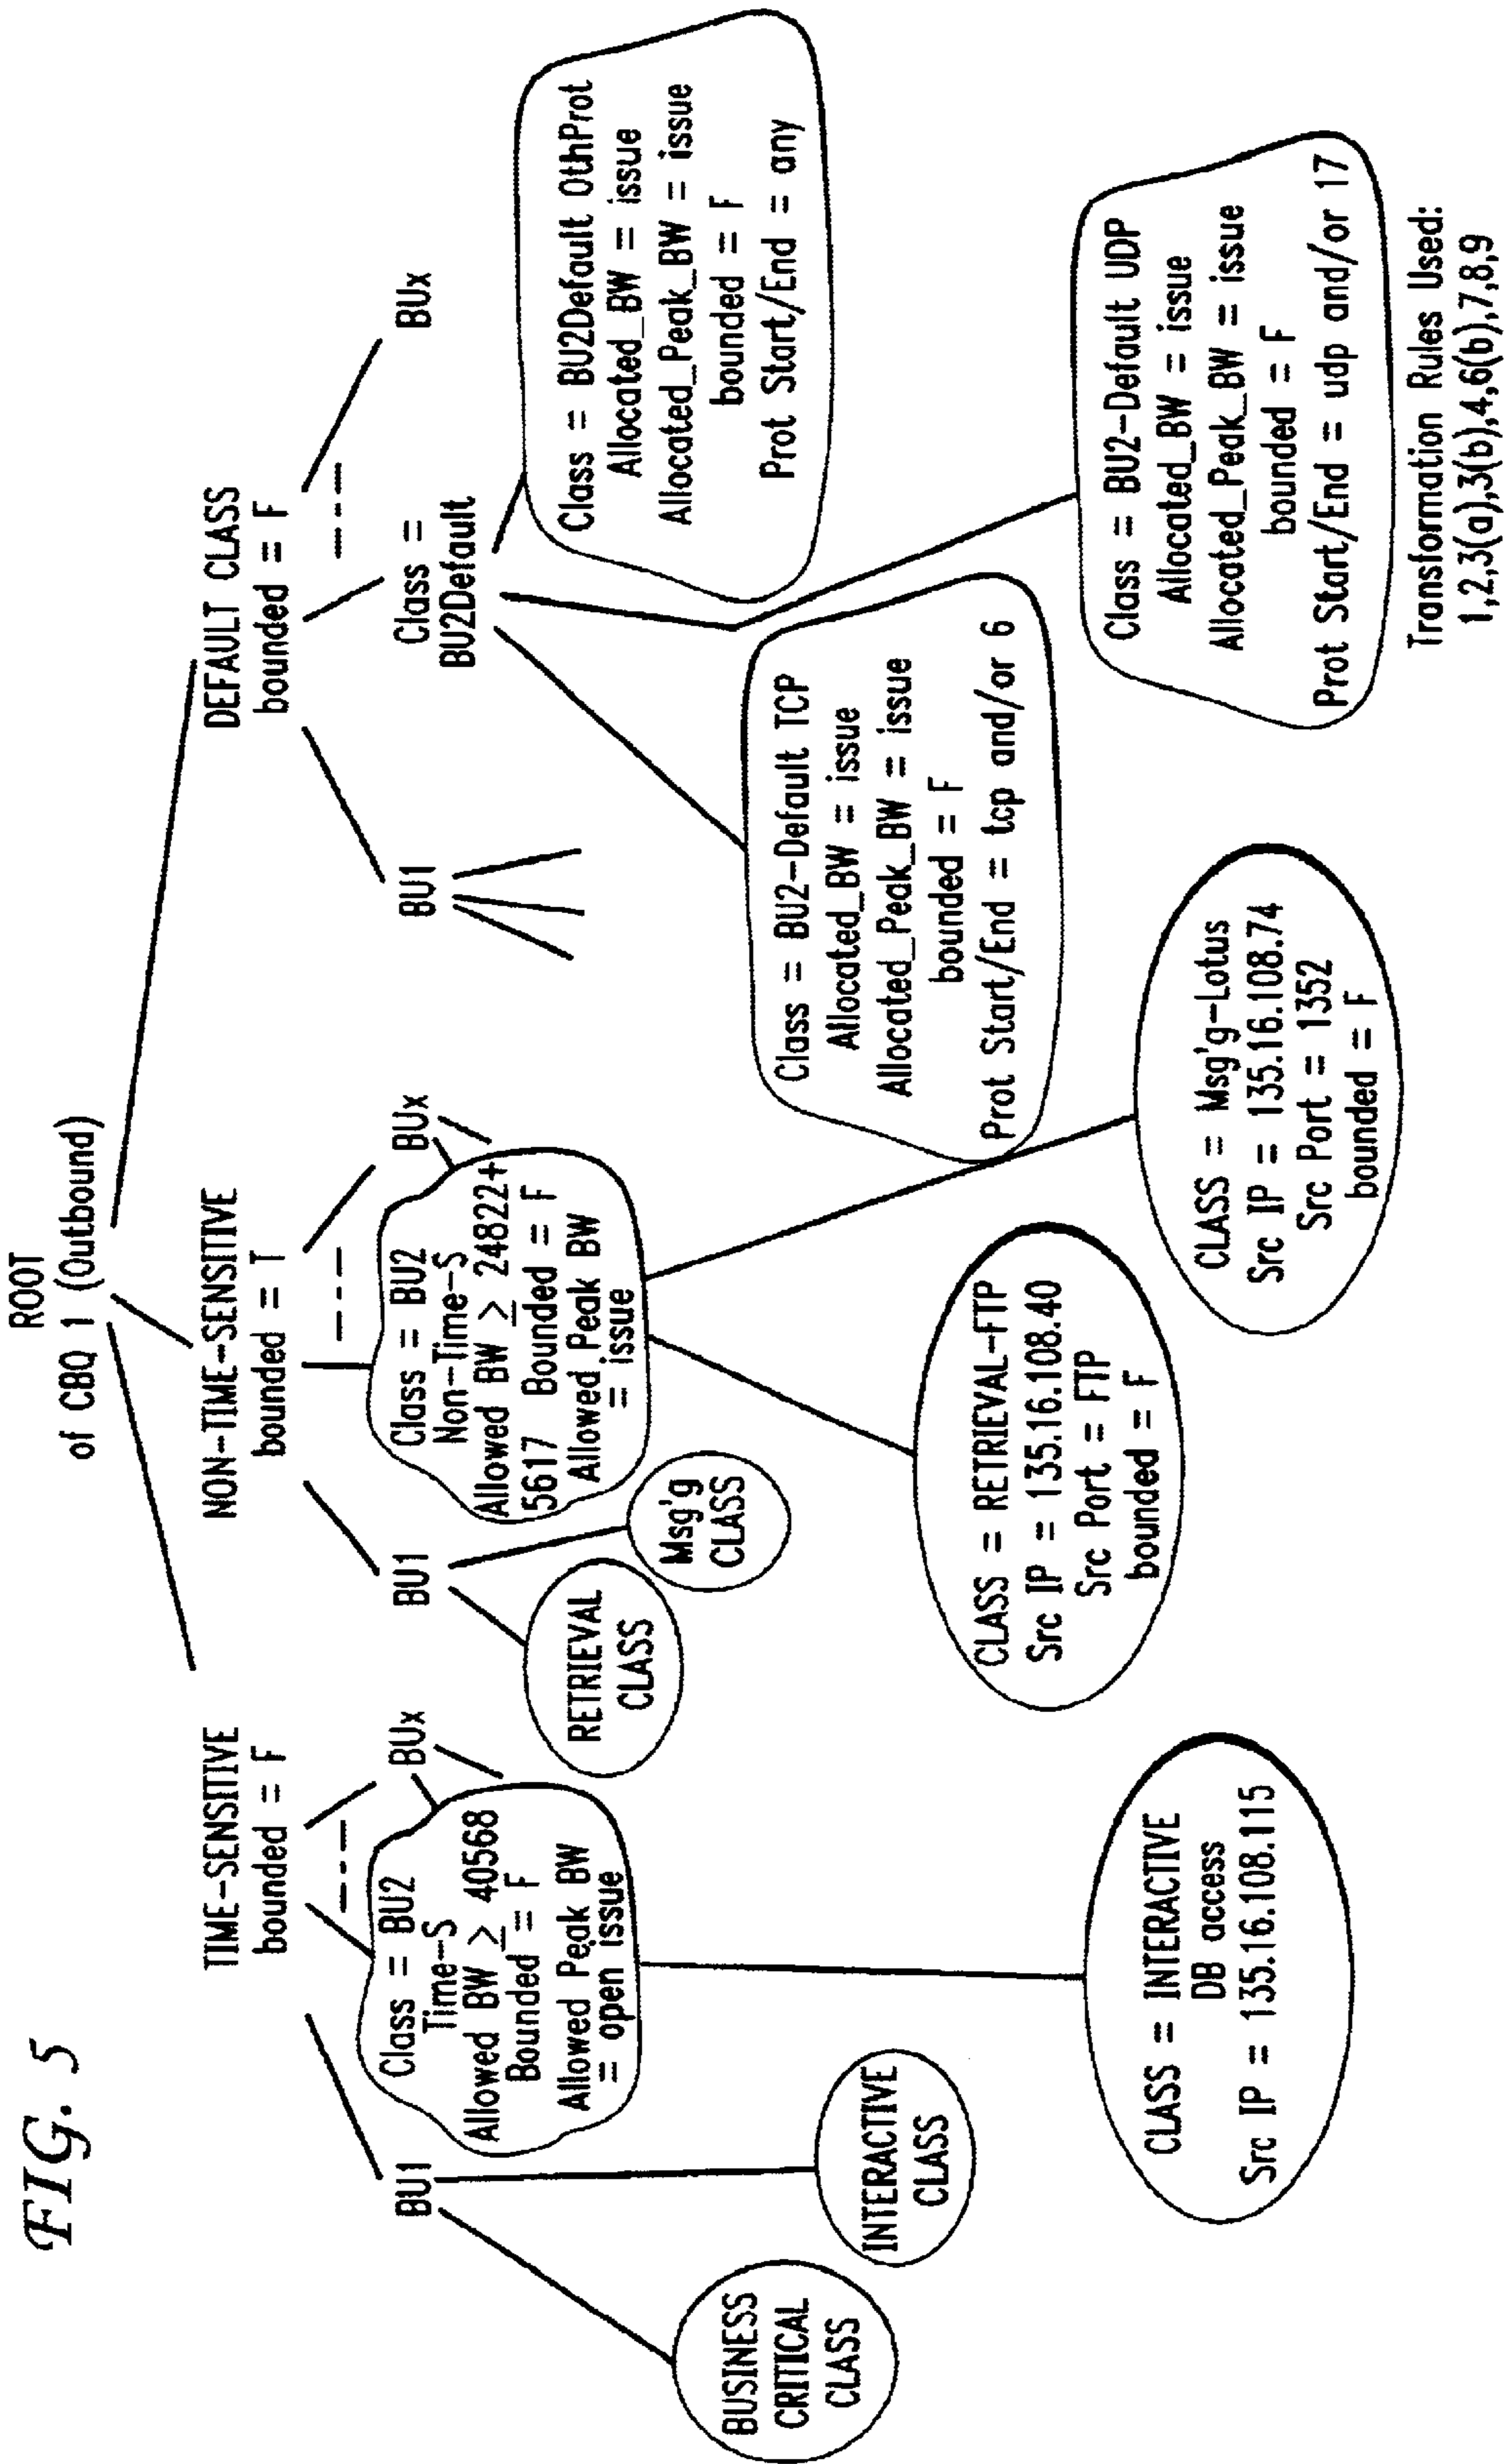 FIG. 5
ROOT
of CBQ 1 (Outbound)
TIME-SENSITIVE
bounded = F
NON-TIME-SENSITIVE
bounded = T
DEFAULT CLASS
bounded = F
BU1
Class = BU2
Time-S
Allowed BW ≥ 40568
Bounded = F
Allowed Peak BW
= open issue
BUx
BUSINESS
CRITICAL
CLASS
INTERACTIVE
CLASS
CLASS = INTERACTIVE
DB access
Src IP = 135.16.108.115
BU1
Class = BU2
Non-Time-S
Allowed BW ≥ 24822+
5617 Bounded = F
Allowed Peak BW
= issue
BUx
RETRIEVAL
CLASS
Msg'g
CLASS
CLASS = RETRIEVAL-FTP
Src IP = 135.16.108.40
Src Port = FTP
bounded = F
CLASS = Msg'g-Lotus
Src IP = 135.16.108.74
Src Port = 1352
bounded = F
BU1
Class =
BU2Default
BUx
Class = BU2-Default TCP
Allocated_BW = issue
Allocated_Peak_BW = issue
bounded = F
Prot Start/End = tcp and/or 6
Class = BU2Default OthProt
Allocated_BW = issue
Allocated_Peak_BW = issue
bounded = F
Prot Start/End = any
Class = BU2-Default UDP
Allocated_BW = issue
Allocated_Peak_BW = issue
bounded = F
Prot Start/End = udp and/or 17
Transformation Rules Used:
1,2,3(a),3(b),4,6(b),7,8,9